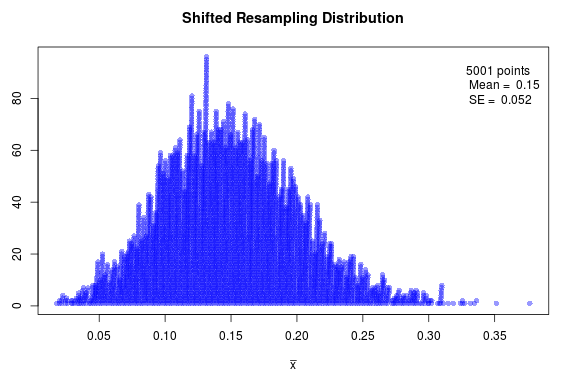 Shifted Resampling Distribution
5001 points
Mean = 0.15
SE = 0.052
80
60
40
20
0
0.05 0.10 0.15 0.20 0.25 0.30 0.35
x̅